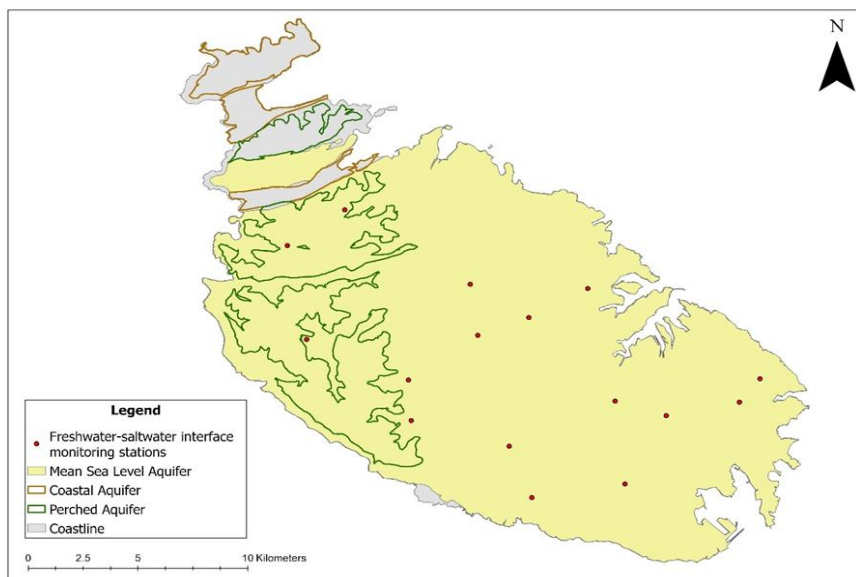 N
Legend
Freshwater-saltwater interface
monitoring stations
Mean Sea Level Aquifer
Coastal Aquifer
Perched Aquifer
Coastline
0 2.5 5 10 Kilometers